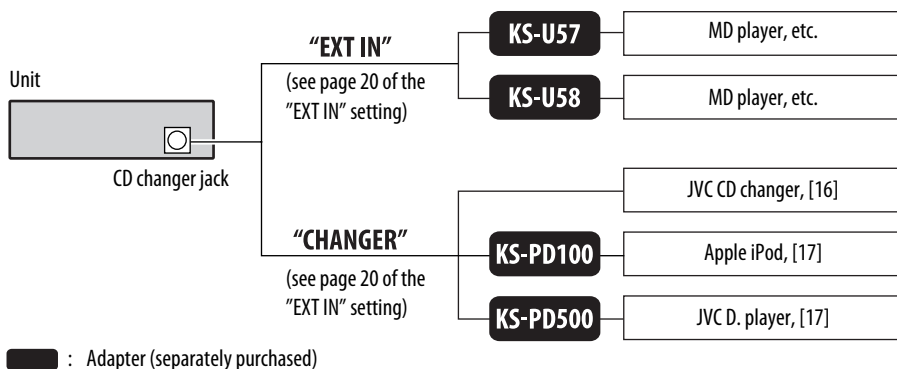 Unit
CD changer jack
"EXT IN"
(see page 20 of the
"EXT IN" setting)
KS-U57
MD player, etc.
KS-U58
MD player, etc.
"CHANGER"
(see page 20 of the
"EXT IN" setting)
JVC CD changer, [16]
KS-PD100
Apple iPod, [17]
KS-PD500
JVC D. player, [17]
: Adapter (separately purchased)